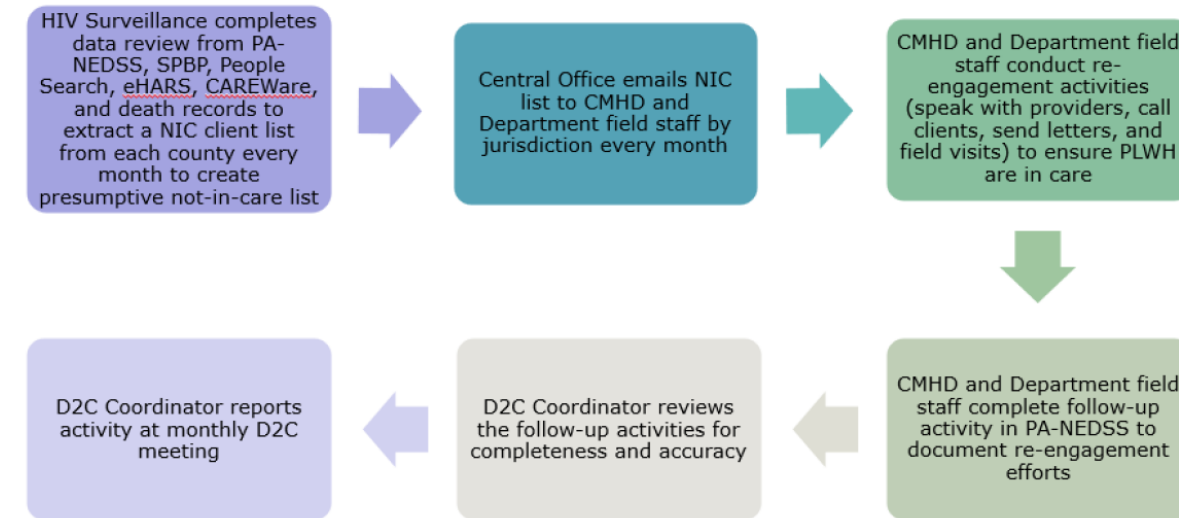 HIV Surveillance completes
data review from PA-
NEDSS, SPBP, People
Search, eHARS, CAREWare,
and death records to
extract a NIC client list
from each county every
month to create
presumptive not-in-care list
Central Office emails NIC
list to CMHD and
Department field staff by
jurisdiction every month
CMHD and Department field
staff conduct re-
engagement activities
(speak with providers, call
clients, send letters, and
field visits) to ensure PLWH
are in care
CMHD and Department field
staff complete follow-up
activity in PA-NEDSS to
document re-engagement
efforts
D2C Coordinator reviews
the follow-up activities for
completeness and accuracy
D2C Coordinator reports
activity at monthly D2C
meeting